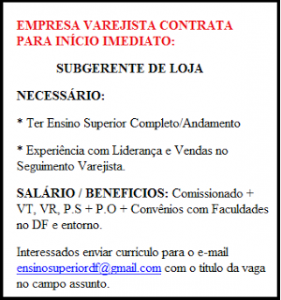 EMPRESA VAREJISTA CONTRATA
PARA INÍCIO IMEDIATO:
SUBGERENTE DE LOJA
NECESSÁRIO:
* Ter Ensino Superior Completo/Andamento
* Experiência com Liderança e Vendas no
Seguimento Varejista.
SALÁRIO / BENEFICIOS: Comissionado +
VT, VR, P.S + P.O + Convênios com Faculdades
no DF e entorno.
Interessados enviar curriculo para o e-mail
ensinosuperiordf@gmail.com com o título da vaga
no campo assunto.